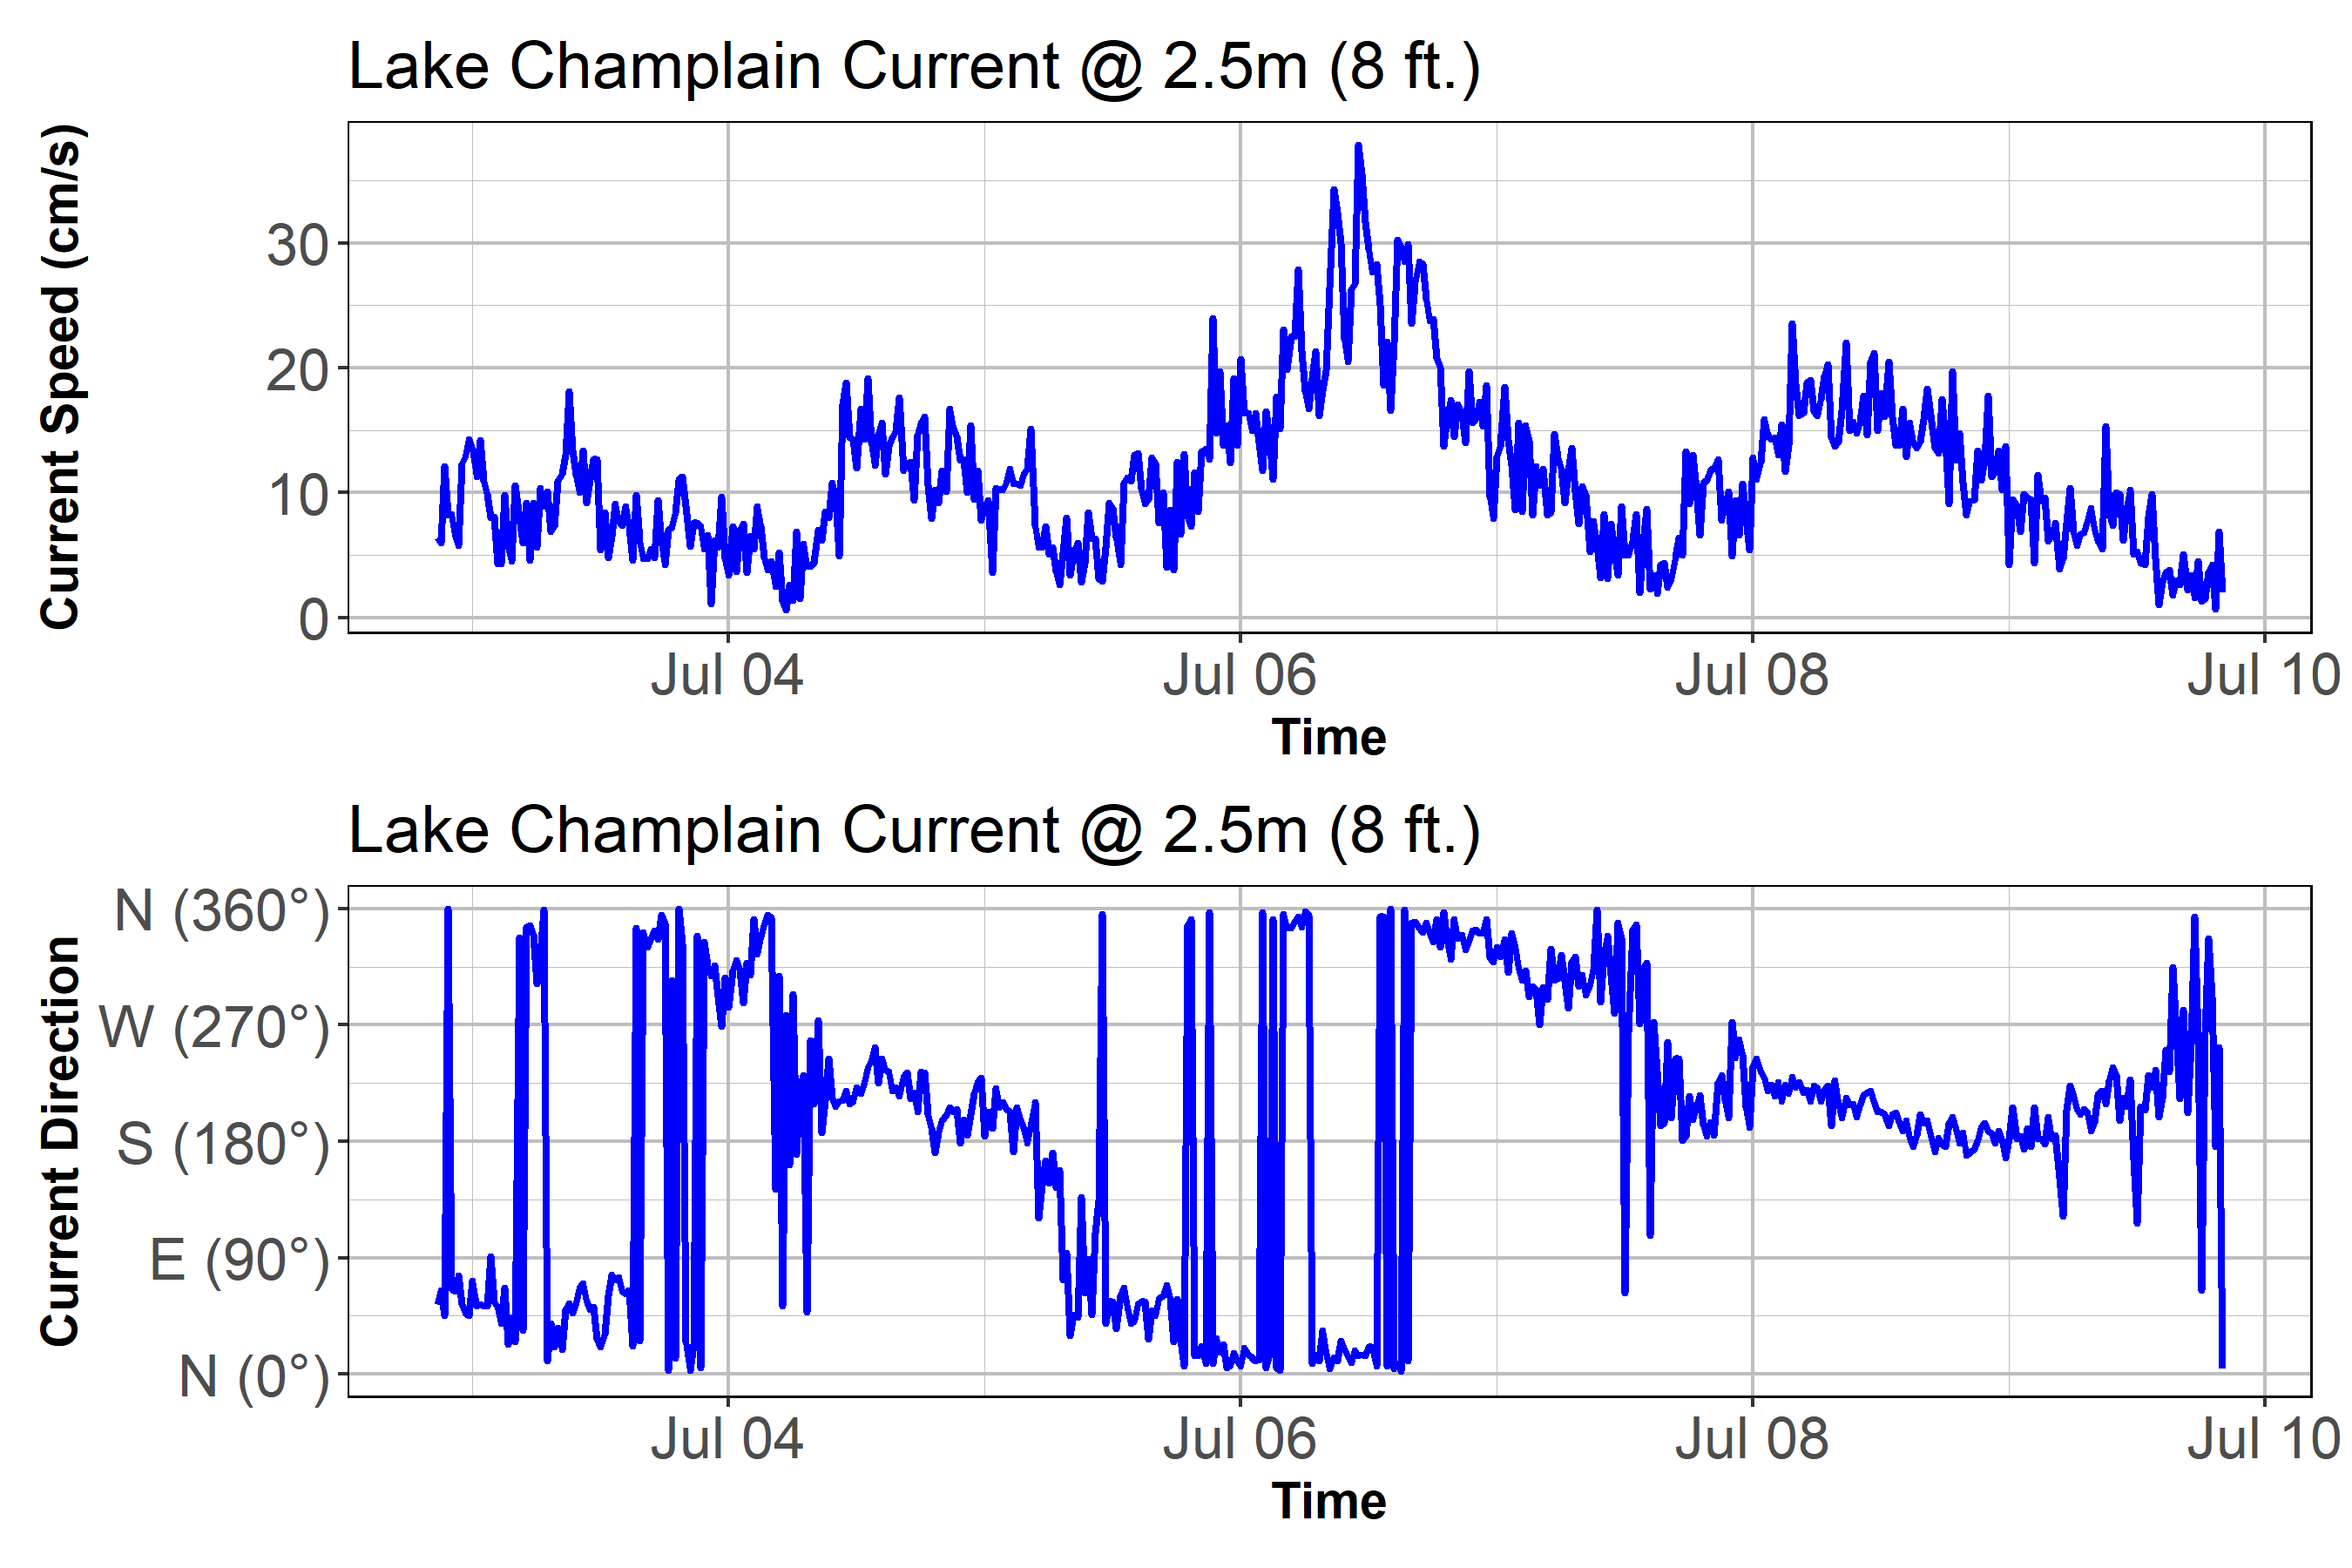 Lake Champlain Current @ 2.5m (8 ft.)
Current Speed (cm/s)
30
20
10
0
Jul 04 Jul 06 Jul 08 Jul 10
Time
Lake Champlain Current @ 2.5m (8 ft.)
Current Direction
N (360°)
W (270°)
S (180°)
E (90°)
N (0°)
Jul 04 Jul 06 Jul 08 Jul 10
Time